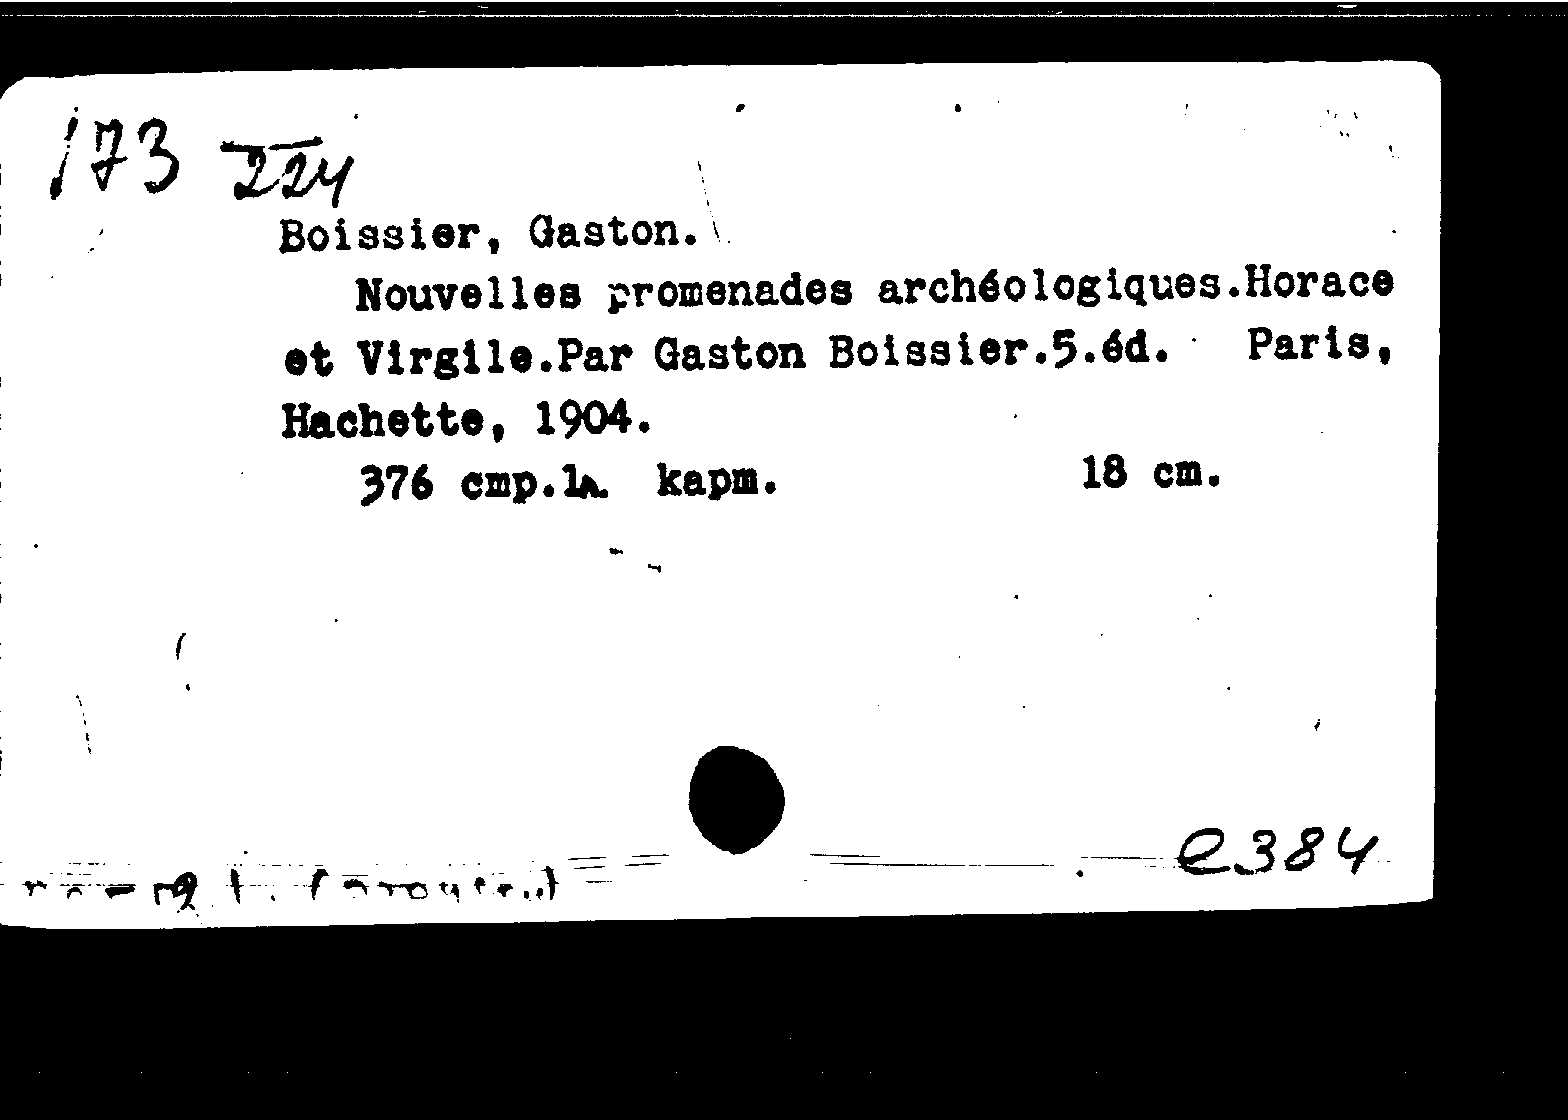 173 224
Boissier, Gaston.
Nouvelles promenades archéologiques.Horace
et Virgile.Par Gaston Boissier.5.éd. Paris,
Hachette, 1904.
376 cmp.1л. kapm. 18 cm.
e384